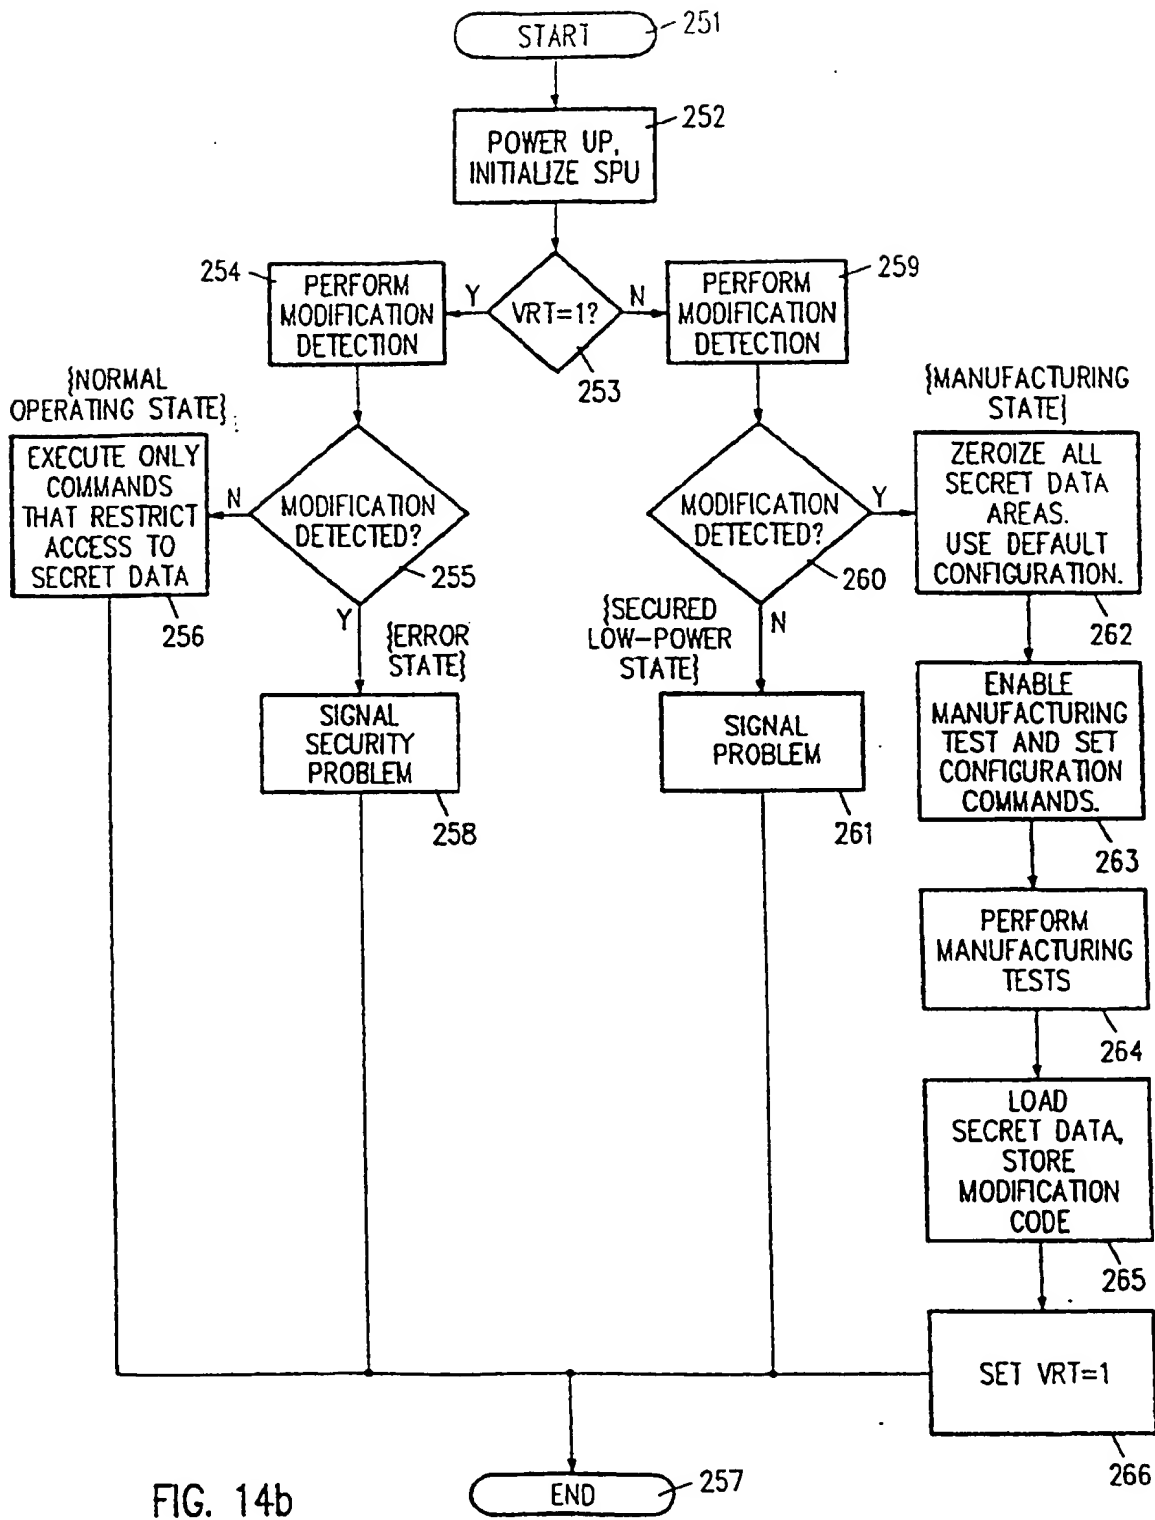 START
251
POWER UP,
INITIALIZE SPU
252
254
PERFORM
MODIFICATION
DETECTION
Y
VRT=1?
253
N
PERFORM
MODIFICATION
DETECTION
259
{NORMAL
OPERATING STATE}
EXECUTE ONLY
COMMANDS
THAT RESTRICT
ACCESS TO
SECRET DATA
256
N
MODIFICATION
DETECTED?
255
Y
{ERROR
STATE}
SIGNAL
SECURITY
PROBLEM
258
MODIFICATION
DETECTED?
260
Y
N
{SECURED
LOW-POWER
STATE}
SIGNAL
PROBLEM
261
{MANUFACTURING
STATE}
ZEROIZE ALL
SECRET DATA
AREAS.
USE DEFAULT
CONFIGURATION.
262
ENABLE
MANUFACTURING
TEST AND SET
CONFIGURATION
COMMANDS.
263
PERFORM
MANUFACTURING
TESTS
264
LOAD
SECRET DATA,
STORE
MODIFICATION
CODE
265
SET VRT=1
266
END
257
FIG. 14b